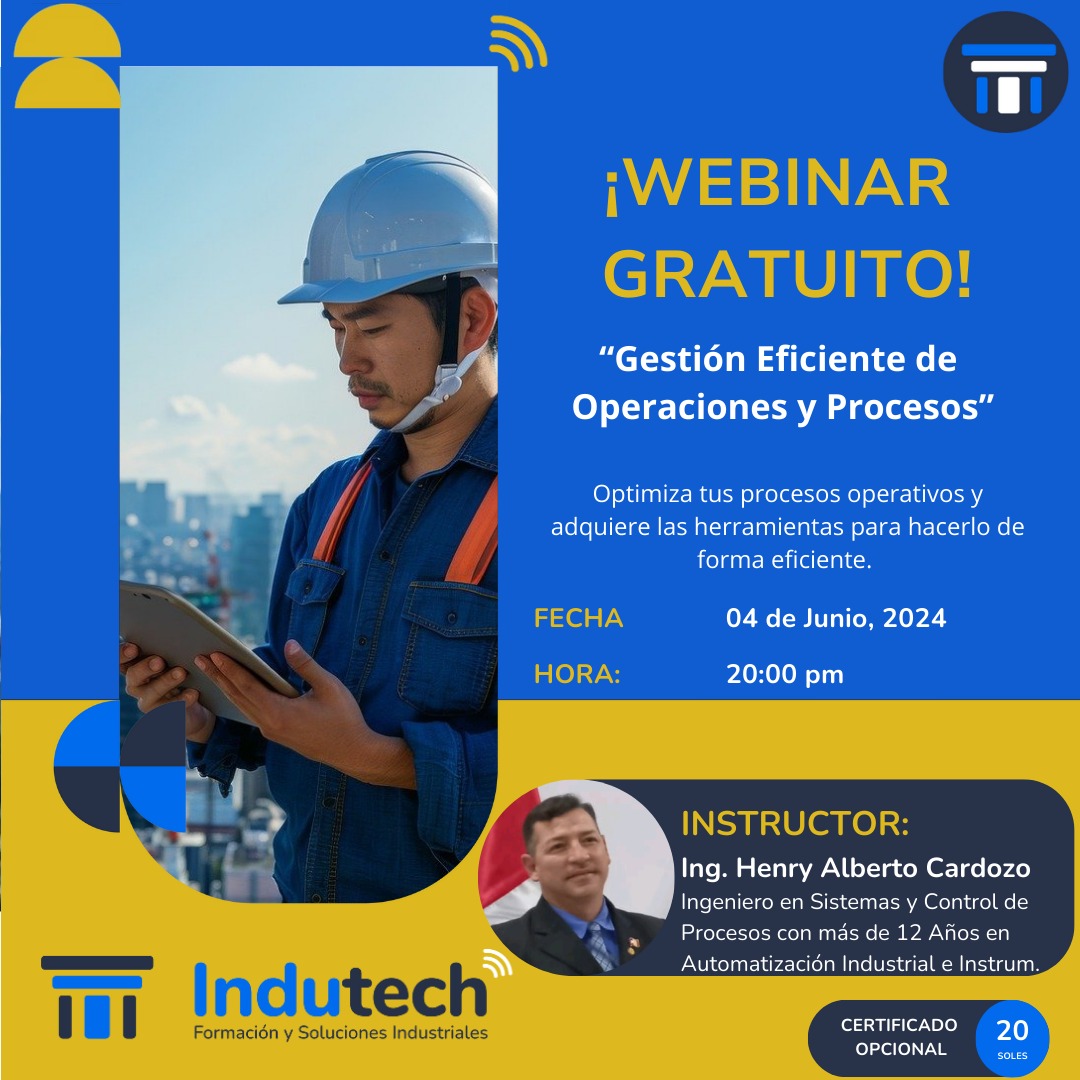 ¡WEBINAR
GRATUITO!
“Gestión Eficiente de
Operaciones y Procesos”
Optimiza tus procesos operativos y
adquiere las herramientas para hacerlo de
forma eficiente.
FECHA 04 de Junio, 2024
HORA: 20:00 pm
INSTRUCTOR:
Ing. Henry Alberto Cardozo
Ingeniero en Sistemas y Control de
Procesos con más de 12 Años en
Automatización Industrial e Instrum.
Indutech
Formación y Soluciones Industriales
CERTIFICADO
OPCIONAL
20
SOLES